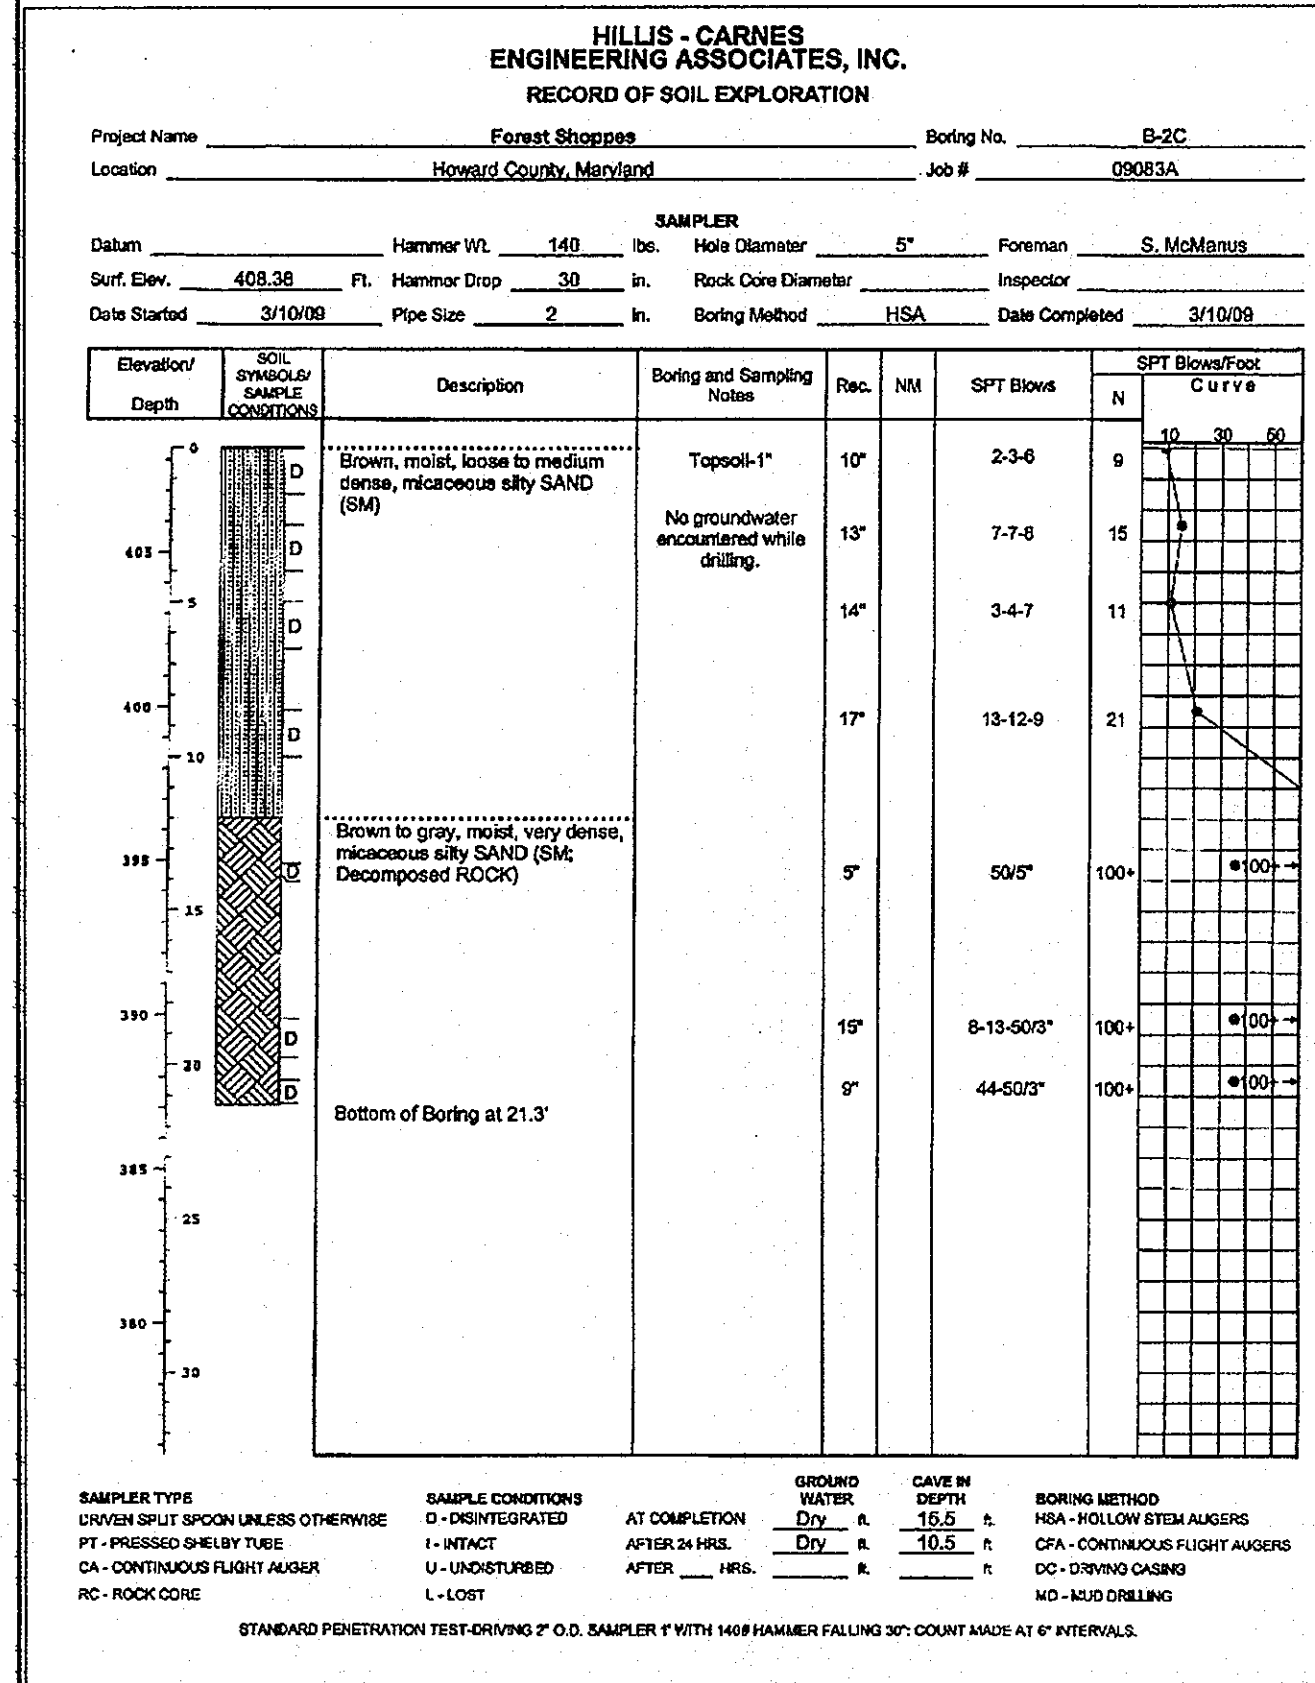 HILLIS - CARNES
ENGINEERING ASSOCIATES, INC.
RECORD OF SOIL EXPLORATION
Project Name Forest Shoppes Boring No. B-2C
Location Howard County, Maryland Job # 09083A
SAMPLER
Datum Hammer Wt. 140 lbs. Hole Diameter 5" Foreman S. McManus
Surf. Elev. 408.38 Ft. Hammer Drop 30 in. Rock Core Diameter Inspector
Date Started 3/10/09 Pipe Size 2 in. Boring Method HSA Date Completed 3/10/09
Elevation/ Depth SOIL SYMBOLS/ SAMPLE CONDITIONS Description Boring and Sampling Notes Rec. NM SPT Blows SPT Blows/Foot
N Curve
10 30 50
0 D Brown, moist, loose to medium Topsoil-1" 10" 2-3-6 9
dense, micaceous silty SAND
(SM)
No groundwater
403 D encountered while 13" 7-7-8 15
drilling.
5 D 14" 3-4-7 11
400 D 17" 13-12-9 21
10
Brown to gray, moist, very dense,
micaceous silty SAND (SM;
395 D Decomposed ROCK) 5" 50/5" 100+ 100+
15
390 D 15" 8-13-50/3" 100+ 100+
20 D 9" 44-50/3" 100+ 100+
Bottom of Boring at 21.3'
385
25
380
30
GROUND CAVE IN
SAMPLER TYPE SAMPLE CONDITIONS WATER DEPTH BORING METHOD
DRIVEN SPLIT SPOON UNLESS OTHERWISE D - DISINTEGRATED AT COMPLETION Dry ft. 15.5 ft. HSA - HOLLOW STEM AUGERS
PT - PRESSED SHELBY TUBE I - INTACT AFTER 24 HRS. Dry ft. 10.5 ft. CFA - CONTINUOUS FLIGHT AUGERS
CA - CONTINUOUS FLIGHT AUGER U - UNDISTURBED AFTER ___ HRS. ft. ft. DC - DRIVING CASING
RC - ROCK CORE L - LOST MD - MUD DRILLING
STANDARD PENETRATION TEST-DRIVING 2" O.D. SAMPLER 1' WITH 140# HAMMER FALLING 30": COUNT MADE AT 6" INTERVALS.